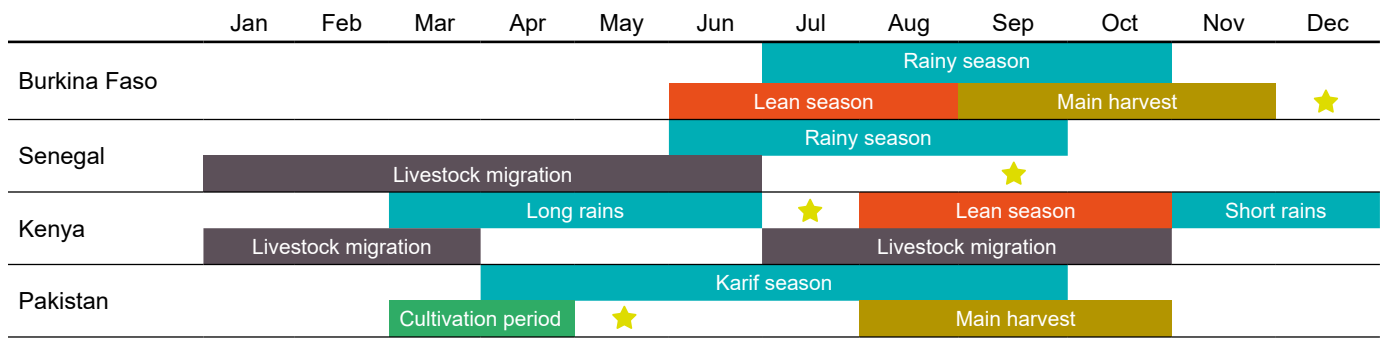 Jan Feb Mar Apr May Jun Jul Aug Sep Oct Nov Dec
Burkina Faso
Rainy season
Lean season Main harvest
Senegal
Rainy season
Livestock migration
Kenya
Long rains Lean season Short rains
Livestock migration Livestock migration
Pakistan
Karif season
Cultivation period Main harvest